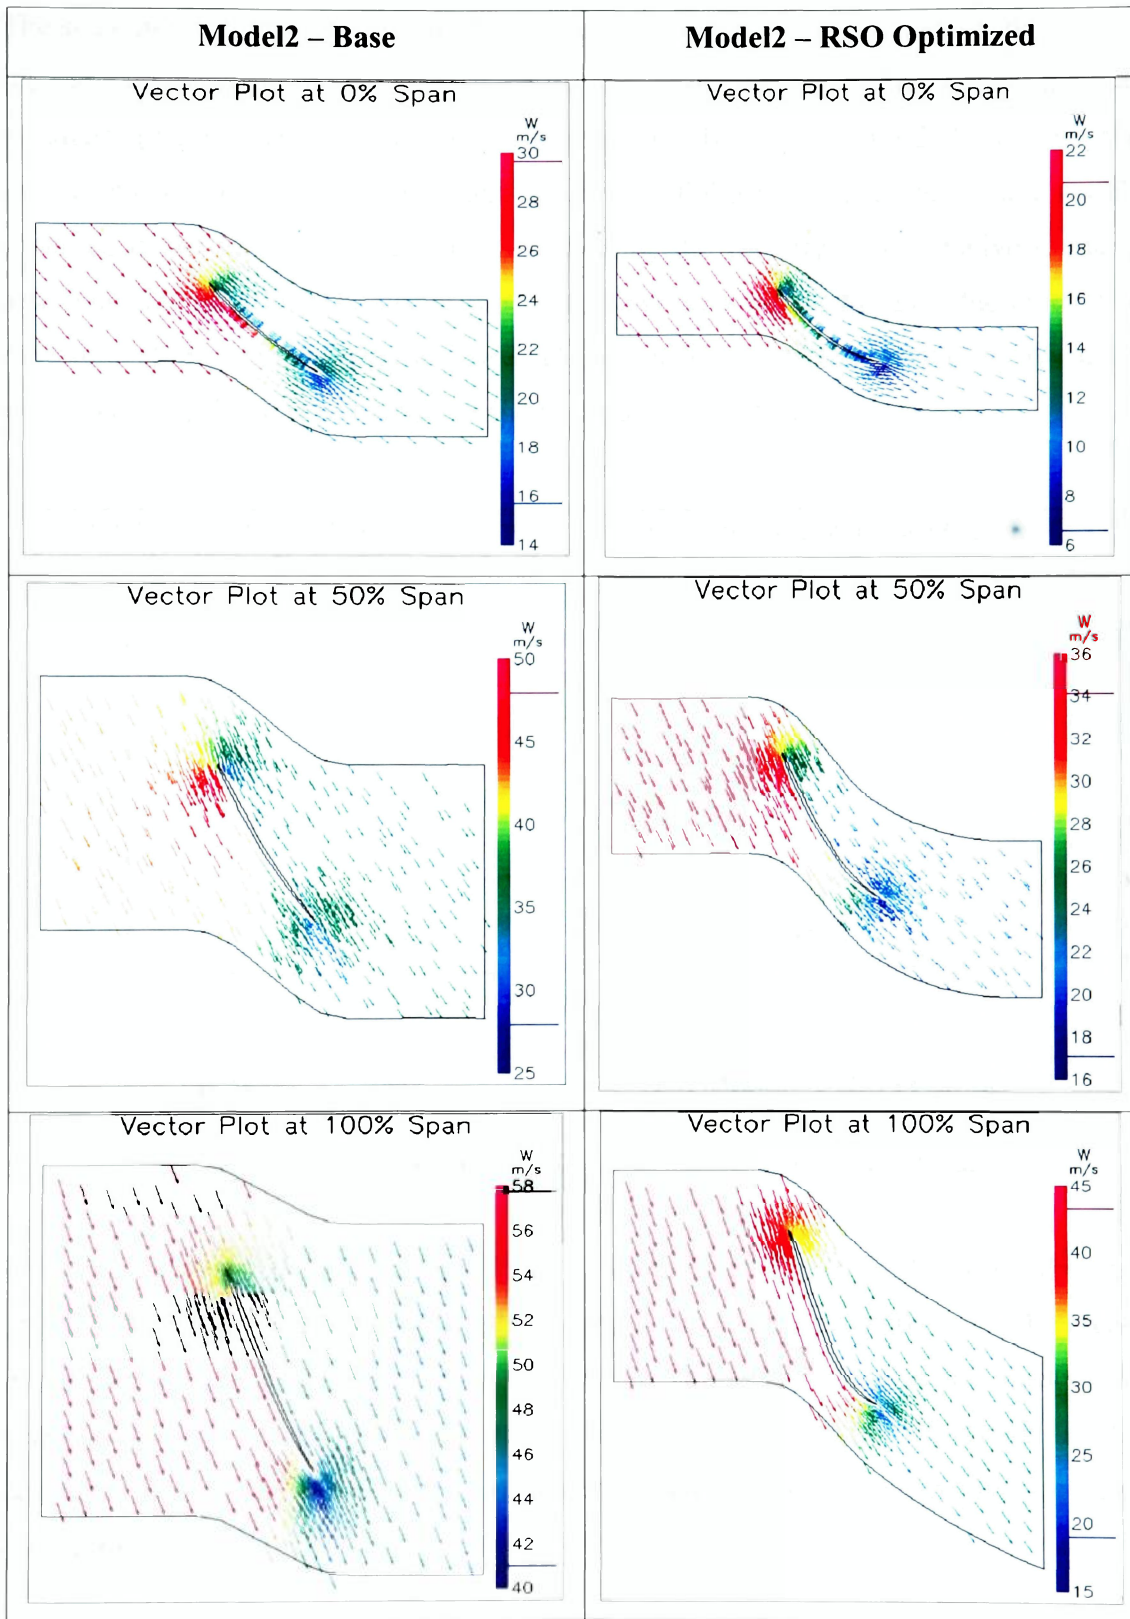 Model2 – Base
Model2 – RSO Optimized
Vector Plot at 0% Span
W
m/s
30
28
26
24
22
20
18
16
14
Vector Plot at 0% Span
W
m/s
22
20
18
16
14
12
10
8
6
Vector Plot at 50% Span
W
m/s
50
45
40
35
30
25
Vector Plot at 50% Span
W
m/s
36
34
32
30
28
26
24
22
20
18
16
Vector Plot at 100% Span
W
m/s
58
56
54
52
50
48
46
44
42
40
Vector Plot at 100% Span
W
m/s
45
40
35
30
25
20
15